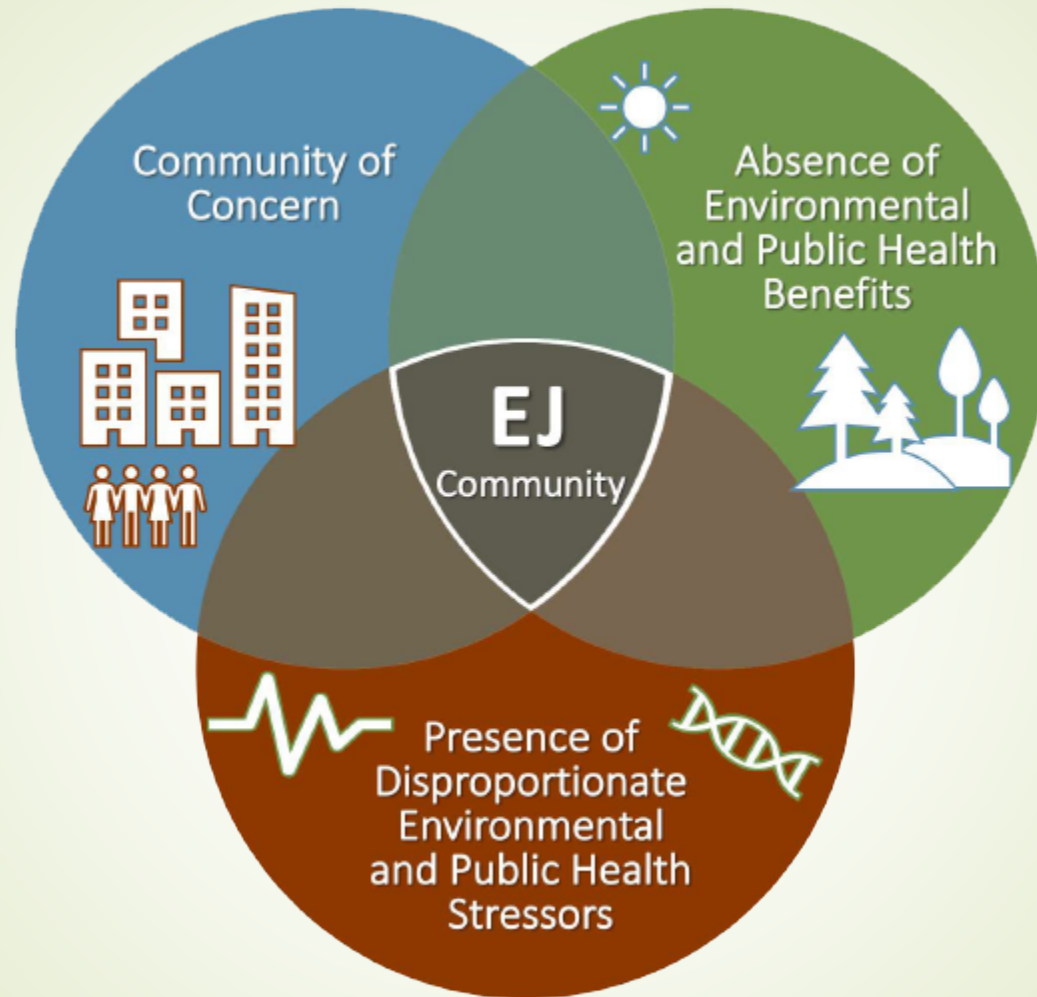 Community of
Concern
Absence of
Environmental
and Public Health
Benefits
EJ
Community
Presence of
Disproportionate
Environmental
and Public Health
Stressors